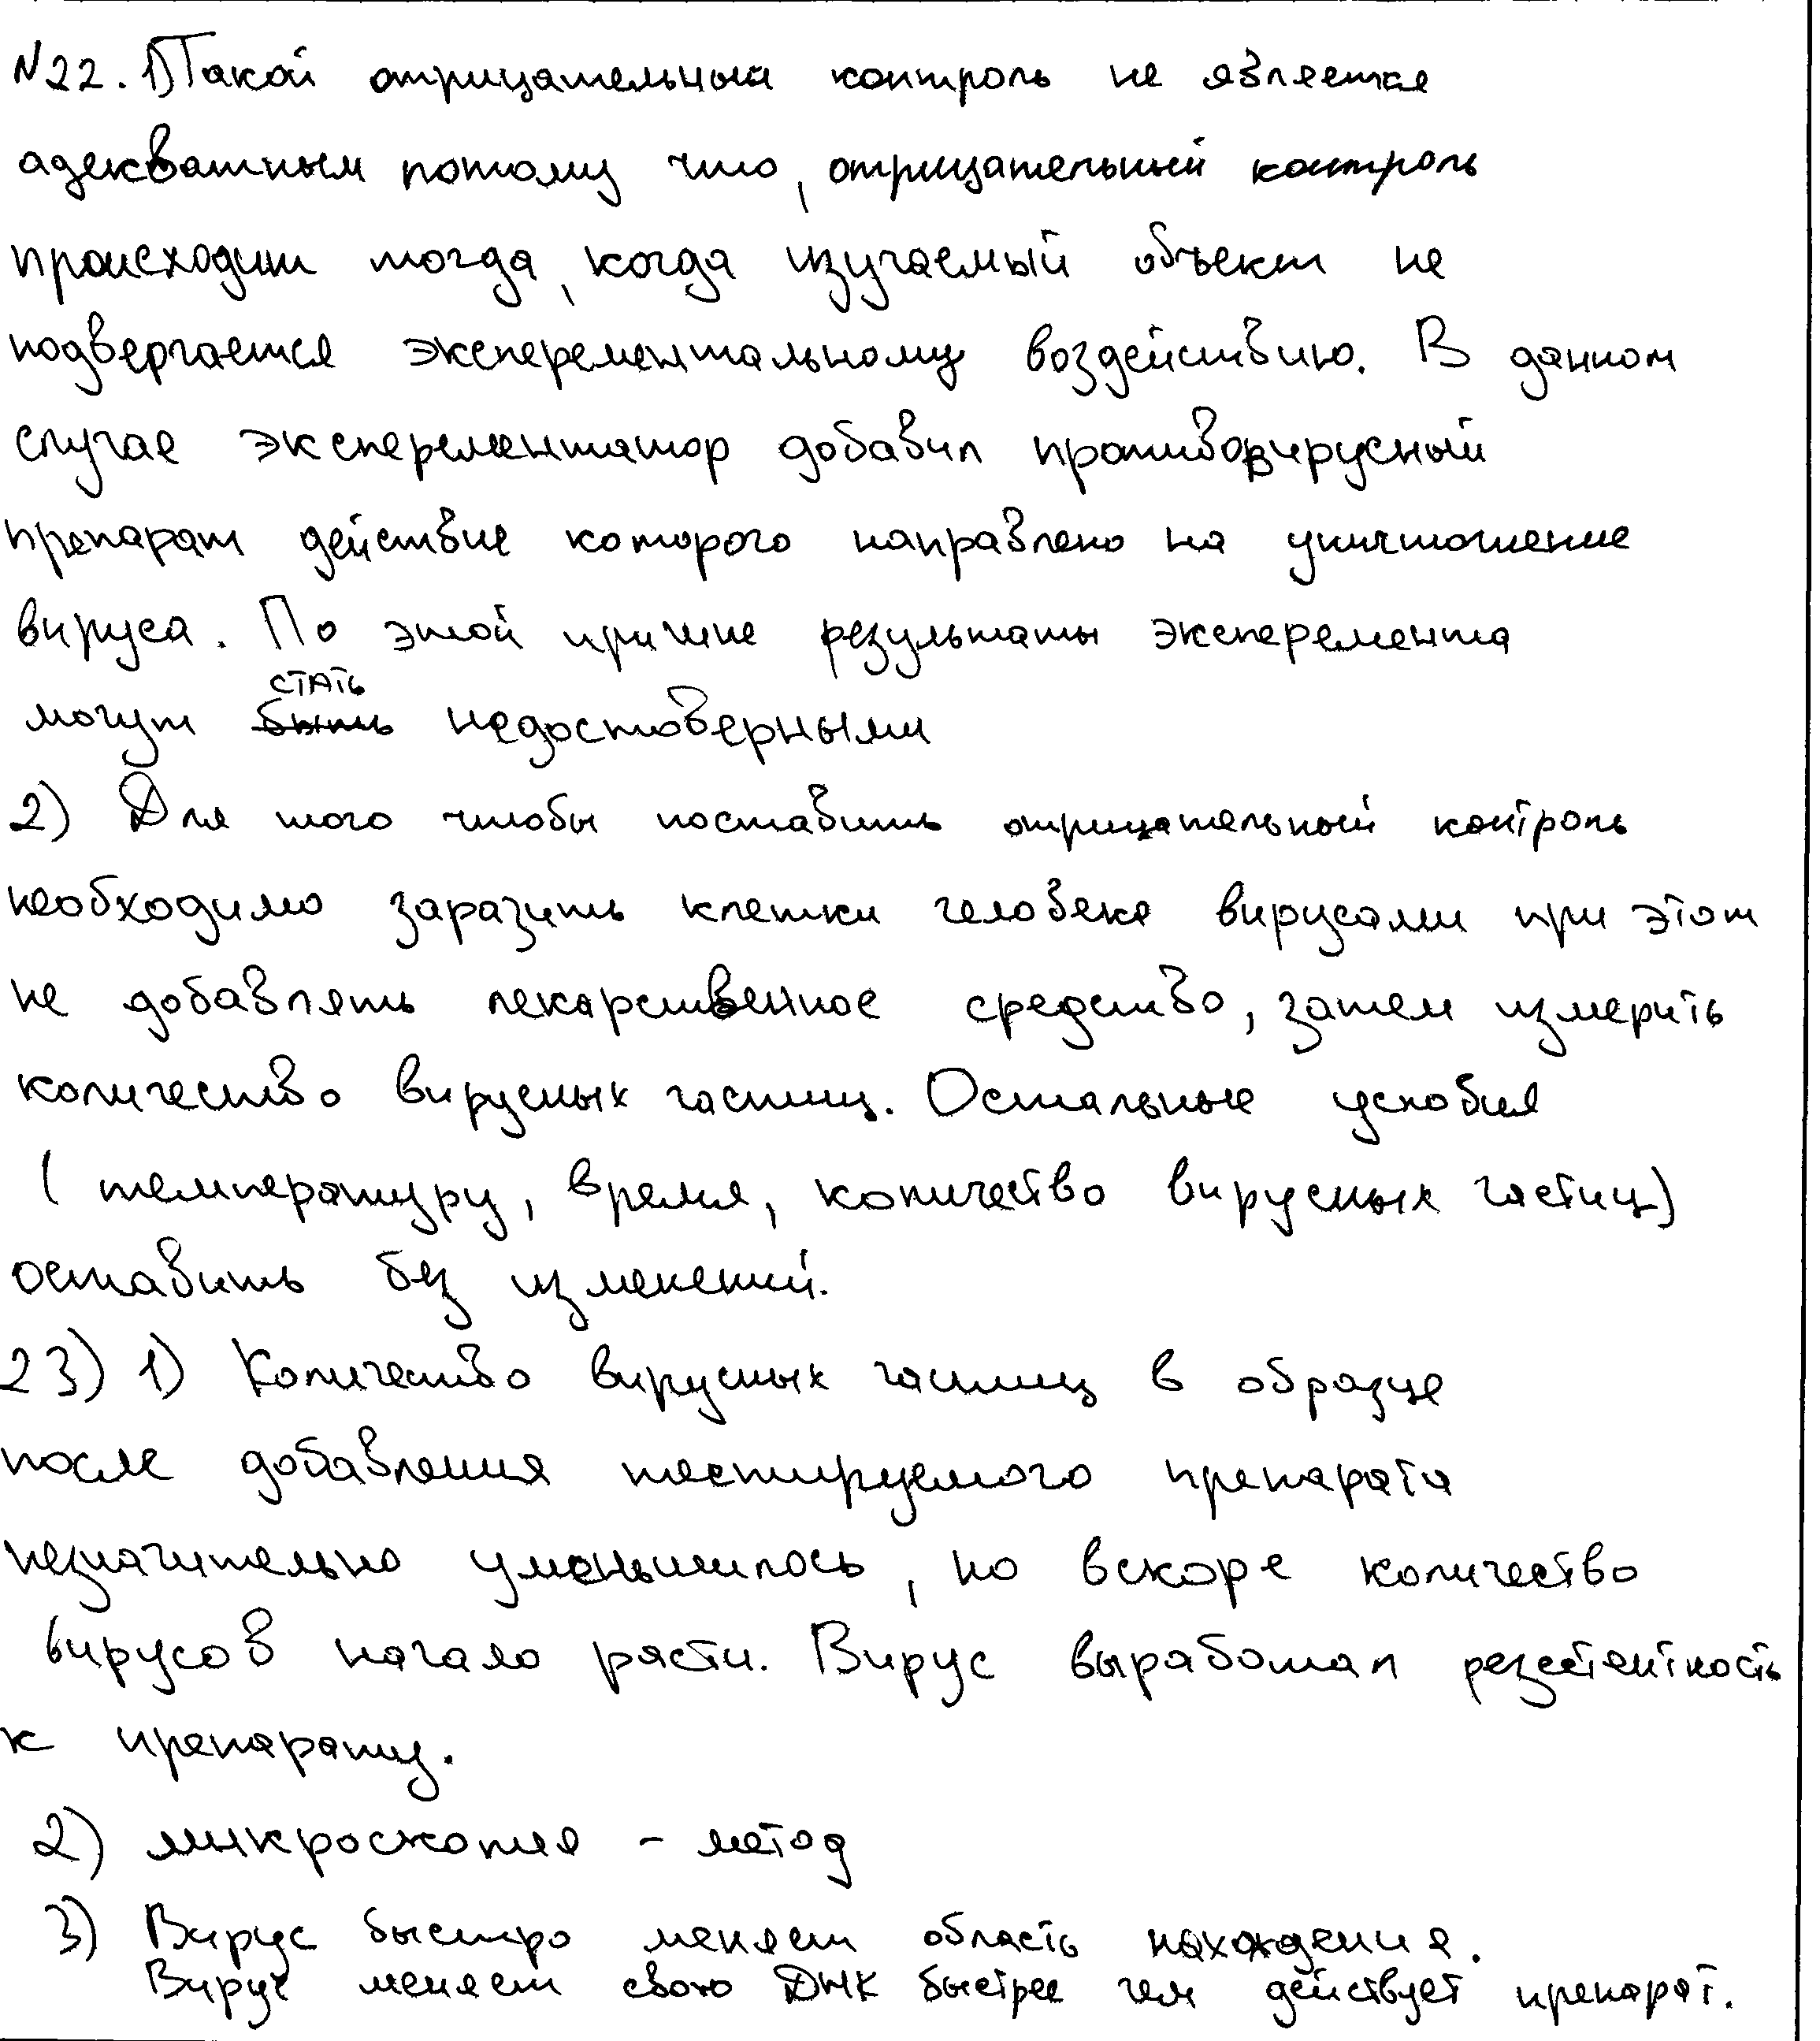 N22. 1) Такой отрицательный контроль не является
адекватным потому что, отрицательный контроль
происходит тогда, когда изучаемый объект не
подвергается эксперементальному воздействию. В данном
случае эксперементатор добавил противовирусный
препарат действие которого направлено на уничтошение
вируса. По этой причине результаты эксперемента
стать
могут быть недостоверными
2) Для того чтобы поставить отрицательный контроль
необходимо заразить клетки человека вирусами при этом
не добавлять лекарственное средство, затем измерить
количество вирусных частиц. Остальные условия
( температуру, время, количество вирусных частиц)
оставить без изменений.
23) 1) Количество вирусных частиц в образце
после добавления тестируемого препарата
незначительно уменьшилось, но вскоре количество
вирусов начало расти. Вирус выработал резстентность
к препарату.
2) микроскопия - метод
3) Вирус быстро меняет область нахождения.
Вирус меняет свою ДНК быстрее чем действует препарат.